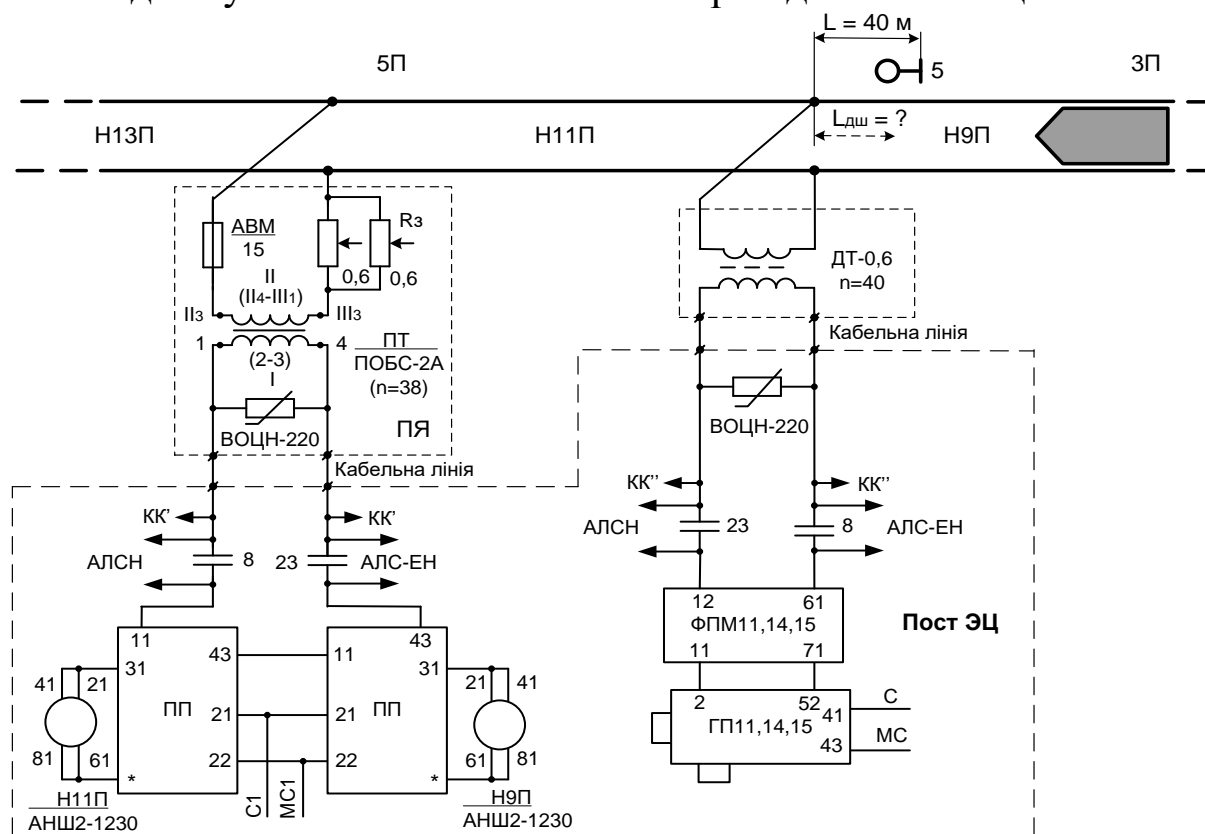 L = 40 м
5П
5
3П
Lдш = ?
Н13П
Н11П
Н9П
АВМ
15
Rз
0,6
0,6
II
(II4-III1)
II3
III3
1
4
(2-3)
I
ПТ
ПОБС-2А
(n=38)
ВОЦН-220
ПЯ
Кабельна лінія
ДТ-0,6
n=40
Кабельна лінія
ВОЦН-220
КК'
КК'
АЛСН
8
23
АЛС-ЕН
КК''
КК''
АЛСН
23
8
АЛС-ЕН
12
61
ФПМ11,14,15
11
71
Пост ЭЦ
2
52
ГП11,14,15
41
43
С
МС
11
43
31
43
11
31
41
21
21
41
ПП
21
21
ПП
81
61
22
22
61
81
*
*
С1
МС1
Н11П
АНШ2-1230
Н9П
АНШ2-1230